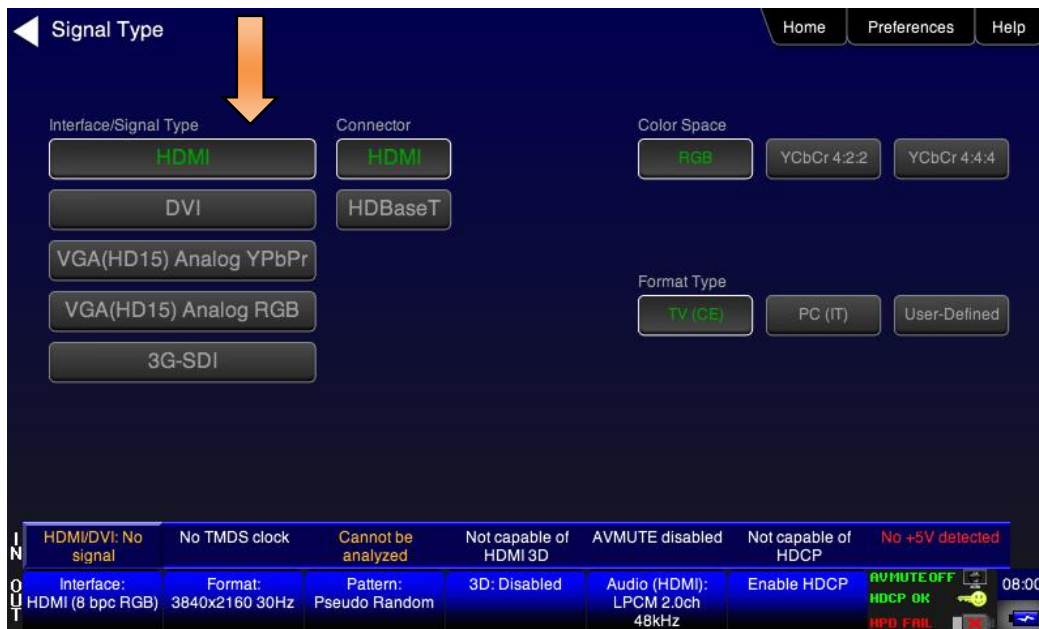 Signal Type
Home
Preferences
Help
Interface/Signal Type
Connector
Color Space
HDMI
HDMI
RGB
YCbCr 4:2:2
YCbCr 4:4:4
DVI
HDBaseT
VGA(HD15) Analog YPbPr
Format Type
VGA(HD15) Analog RGB
TV (CE)
PC (IT)
User-Defined
3G-SDI
IN
HDMI/DVI: No
signal
No TMDS clock
Cannot be
analyzed
Not capable of
HDMI 3D
AVMUTE disabled
Not capable of
HDCP
No +5V detected
OUT
Interface:
HDMI (8 bpc RGB)
Format:
3840x2160 30Hz
Pattern:
Pseudo Random
3D: Disabled
Audio (HDMI):
LPCM 2.0ch
48kHz
Enable HDCP
AVMUTE OFF
HDCP OK
HPD FAIL
08:00